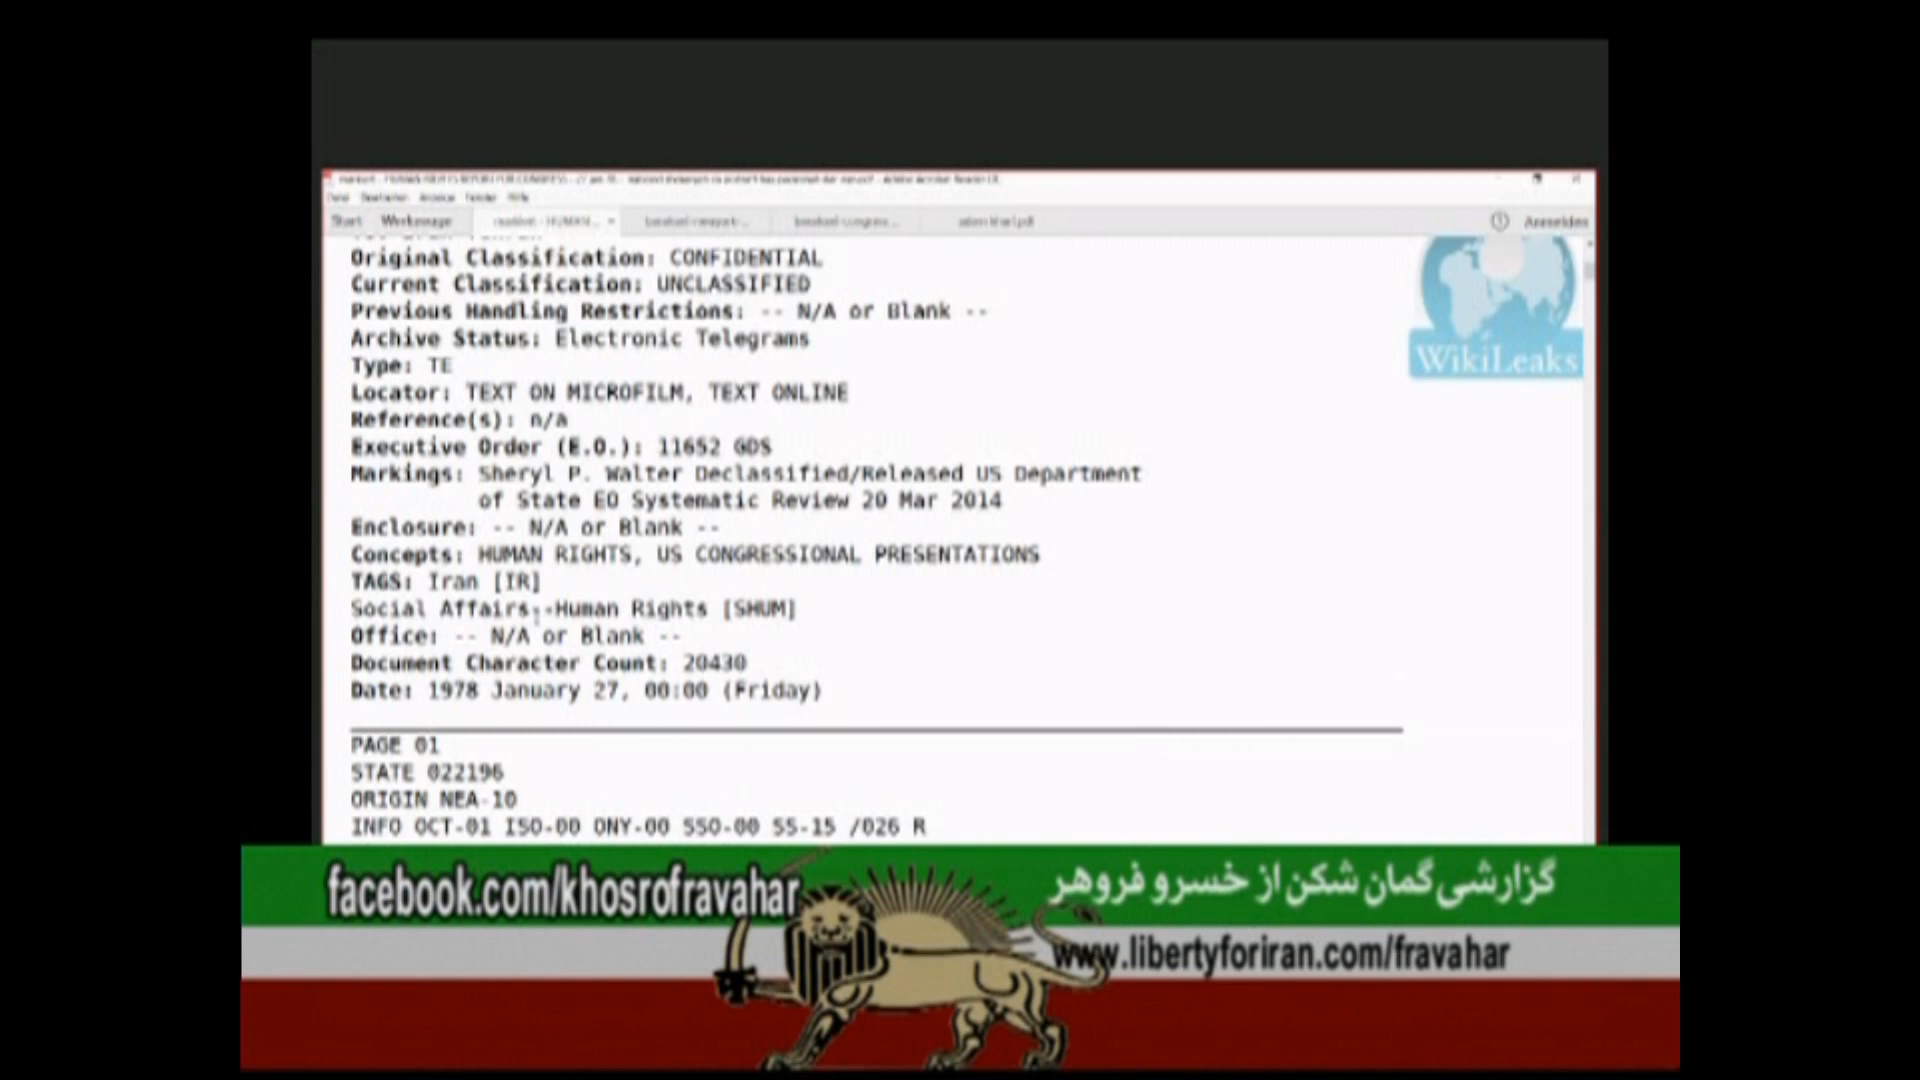 Start Werkzeuge Anmelden
Original Classification: CONFIDENTIAL
Current Classification: UNCLASSIFIED
Previous Handling Restrictions: -- N/A or Blank --
Archive Status: Electronic Telegrams
Type: TE
Locator: TEXT ON MICROFILM, TEXT ONLINE
Reference(s): n/a
Executive Order (E.O.): 11652 GDS
Markings: Sheryl P. Walter Declassified/Released US Department
of State EO Systematic Review 20 Mar 2014
Enclosure: -- N/A or Blank --
Concepts: HUMAN RIGHTS, US CONGRESSIONAL PRESENTATIONS
TAGS: Iran [IR]
Social Affairs--Human Rights [SHUM]
Office: -- N/A or Blank --
Document Character Count: 20430
Date: 1978 January 27, 00:00 (Friday)
PAGE 01
STATE 022196
ORIGIN NEA-10
INFO OCT-01 ISO-00 ONY-00 SSO-00 SS-15 /026 R
WikiLeaks
facebook.com/khosrofravahar
گزارشی گمان شکن از خسرو فروهر
www.libertyforiran.com/fravahar